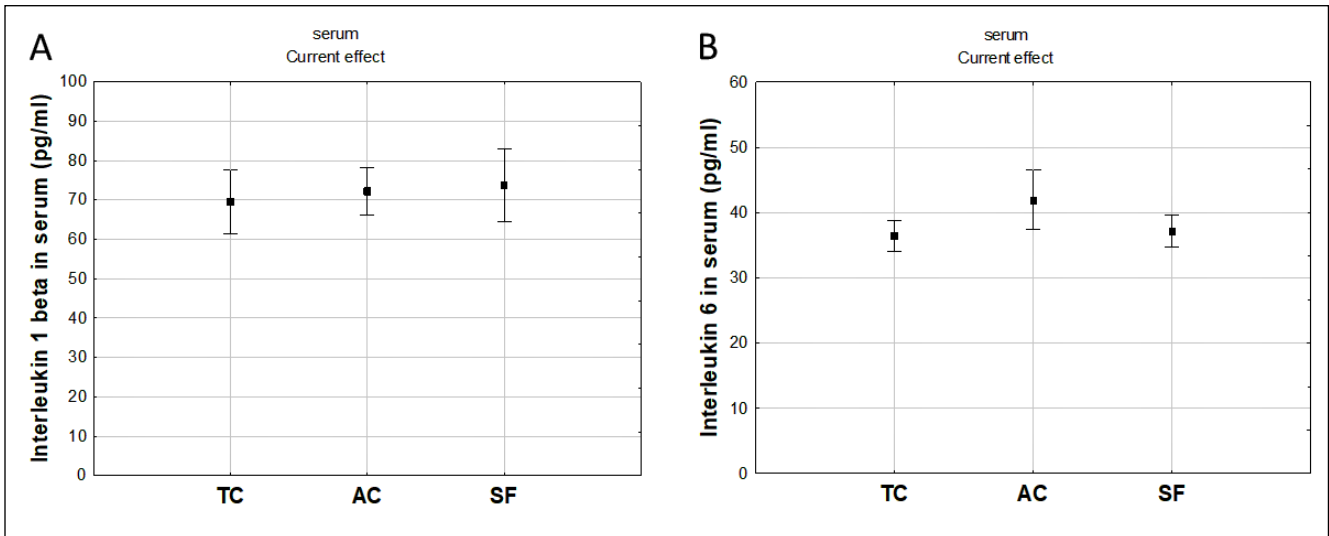 A
serum
Current effect
Interleukin 1 beta in serum (pg/ml)
100
90
80
70
60
50
40
30
20
10
0
TC AC SF
B
serum
Current effect
Interleukin 6 in serum (pg/ml)
60
50
40
30
20
10
0
TC AC SF